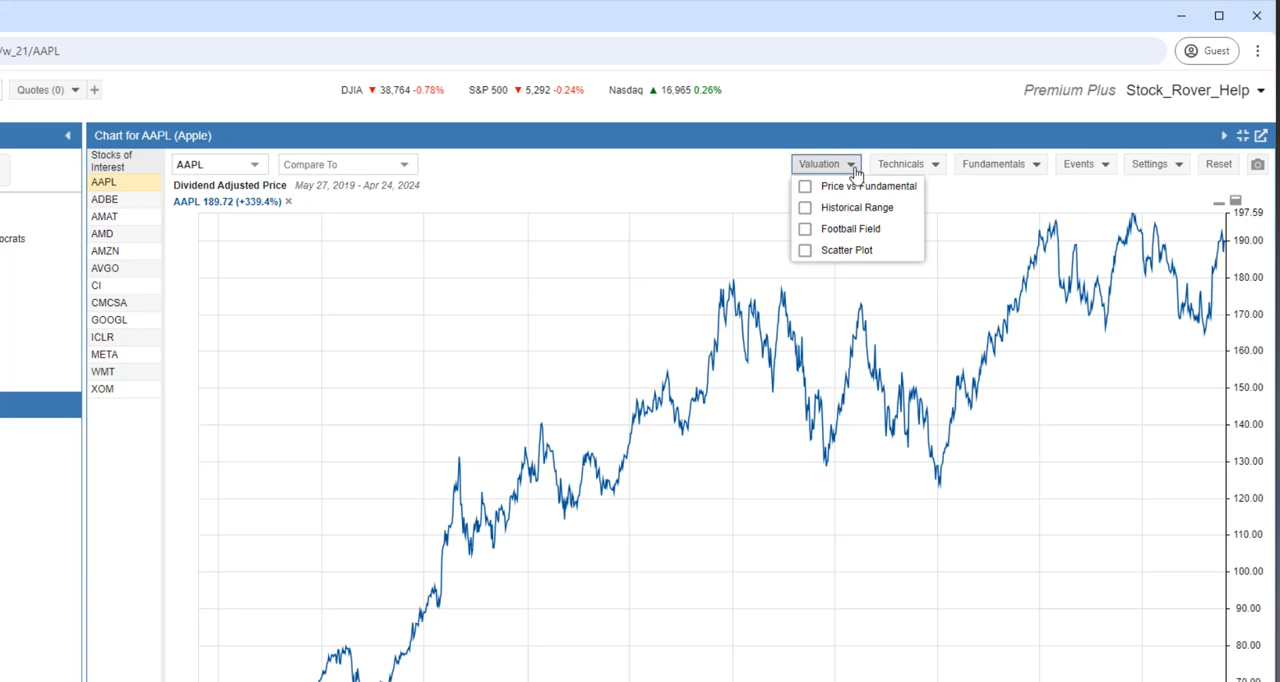 /w_21/AAPL
Guest
Quotes (0)
DJIA ▼ 38,764 -0.78% S&P 500 ▼ 5,292 -0.24% Nasdaq ▲ 16,965 0.26%
Premium Plus Stock_Rover_Help
Chart for AAPL (Apple)
Stocks of
Interest
AAPL
ADBE
AMAT
AMD
AMZN
AVGO
CI
CMCSA
GOOGL
ICLR
META
WMT
XOM
ocrats
AAPL
Compare To
Valuation
Technicals
Fundamentals
Events
Settings
Reset
Dividend Adjusted Price May 27, 2019 - Apr 24, 2024
AAPL 189.72 (+339.4%) ×
Price vs Fundamental
Historical Range
Football Field
Scatter Plot
197.59
190.00
180.00
170.00
160.00
150.00
140.00
130.00
120.00
110.00
100.00
90.00
80.00
70.00